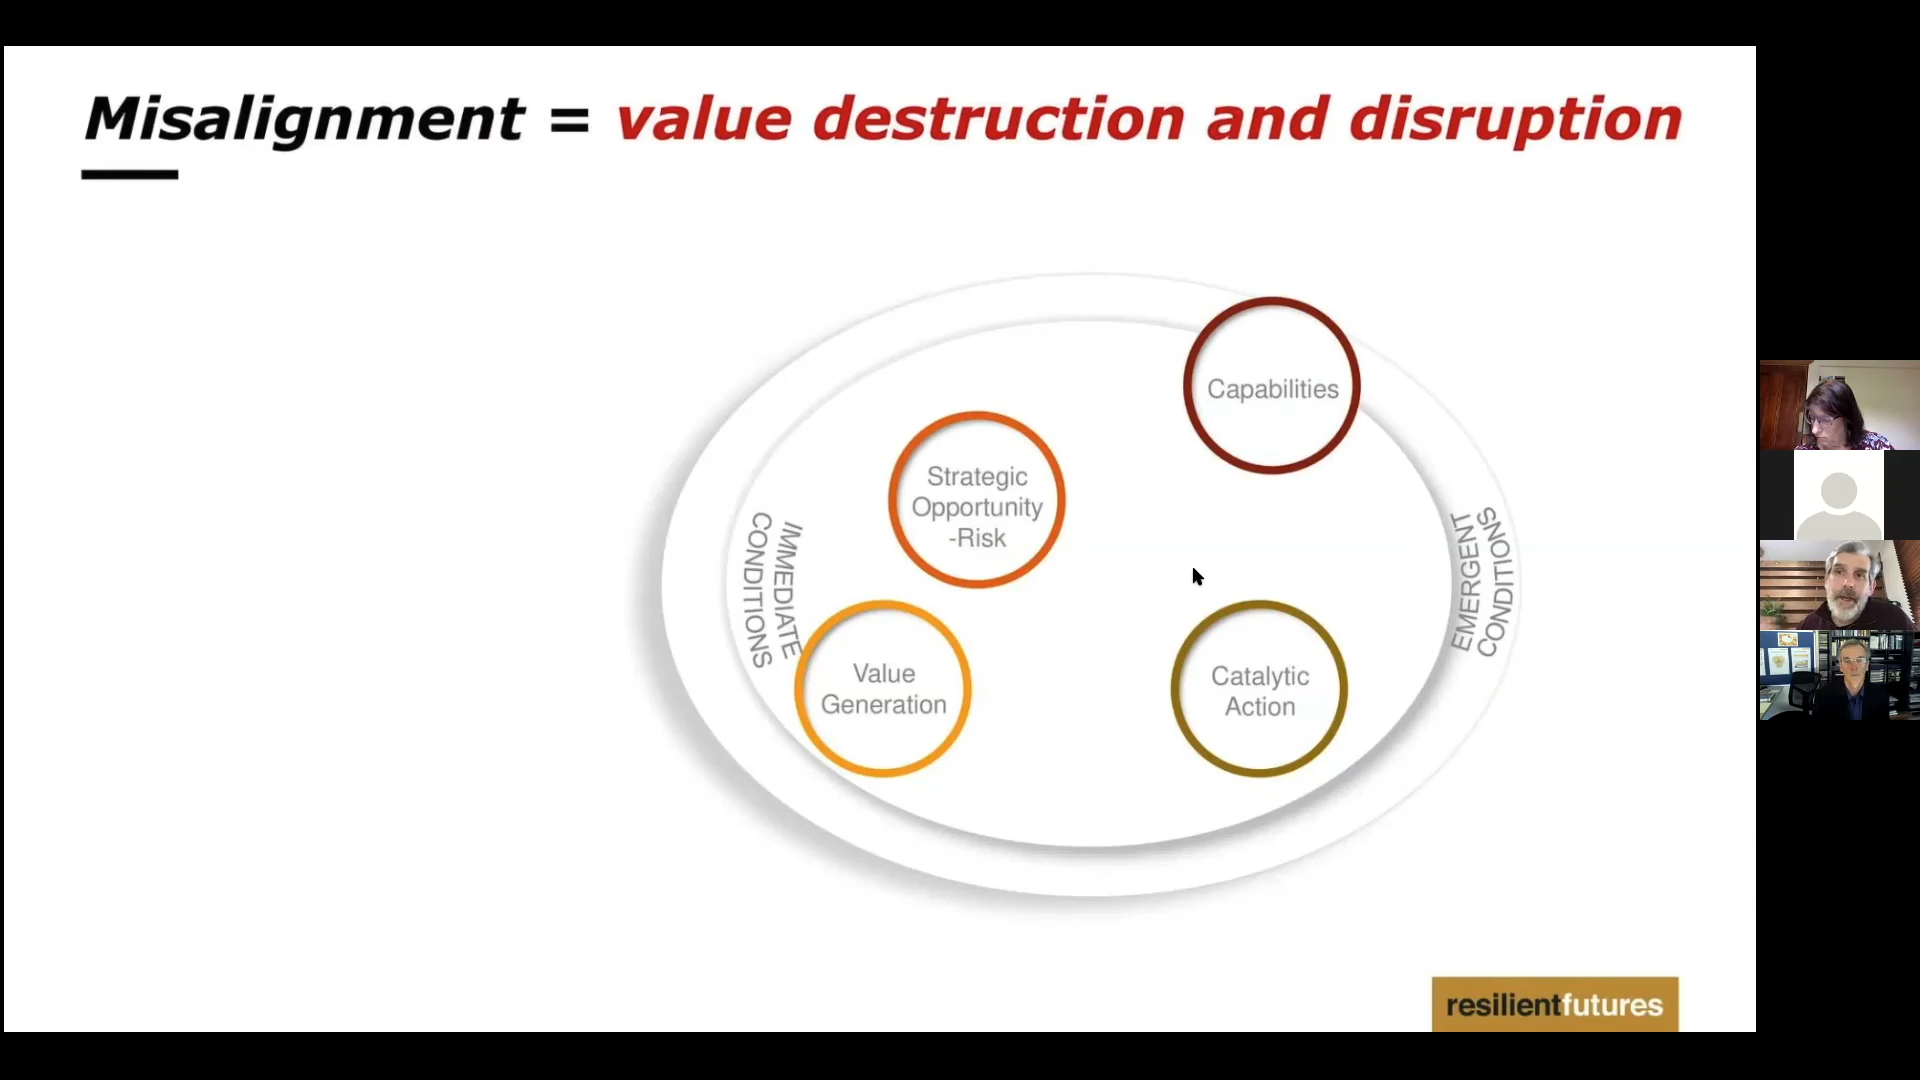 Misalignment = value destruction and disruption
Capabilities
Strategic
Opportunity
-Risk
IMMEDIATE
CONDITIONS
EMERGENT
CONDITIONS
Value
Generation
Catalytic
Action
resilientfutures